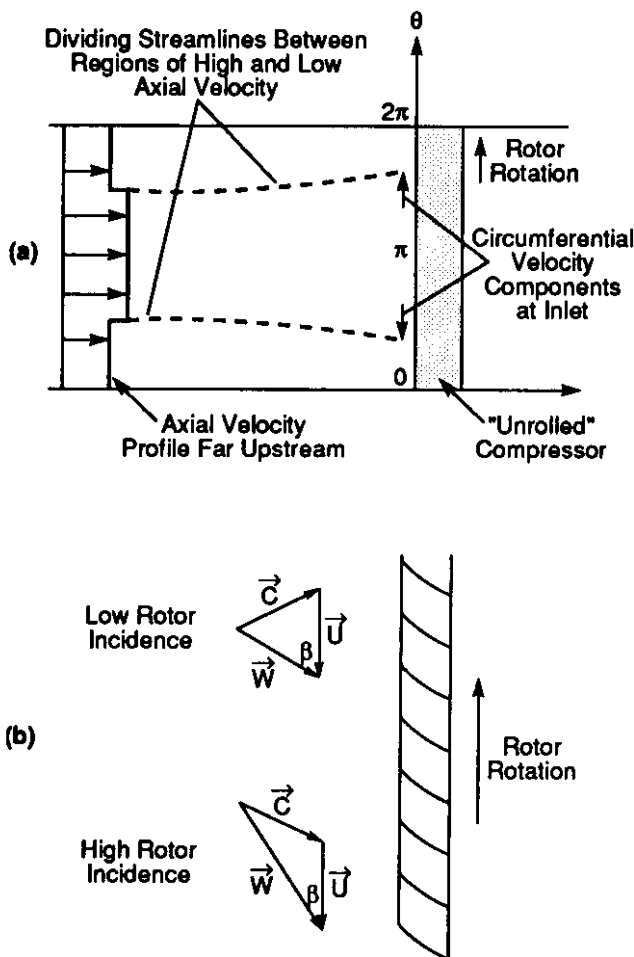 θ
Dividing Streamlines Between
Regions of High and Low
Axial Velocity
2π
Rotor
Rotation
(a)
π
Circumferential
Velocity
Components
at Inlet
0
Axial Velocity
Profile Far Upstream
"Unrolled"
Compressor
Low Rotor
Incidence
C
β
U
W
(b)
Rotor
Rotation
High Rotor
Incidence
C
W
β
U